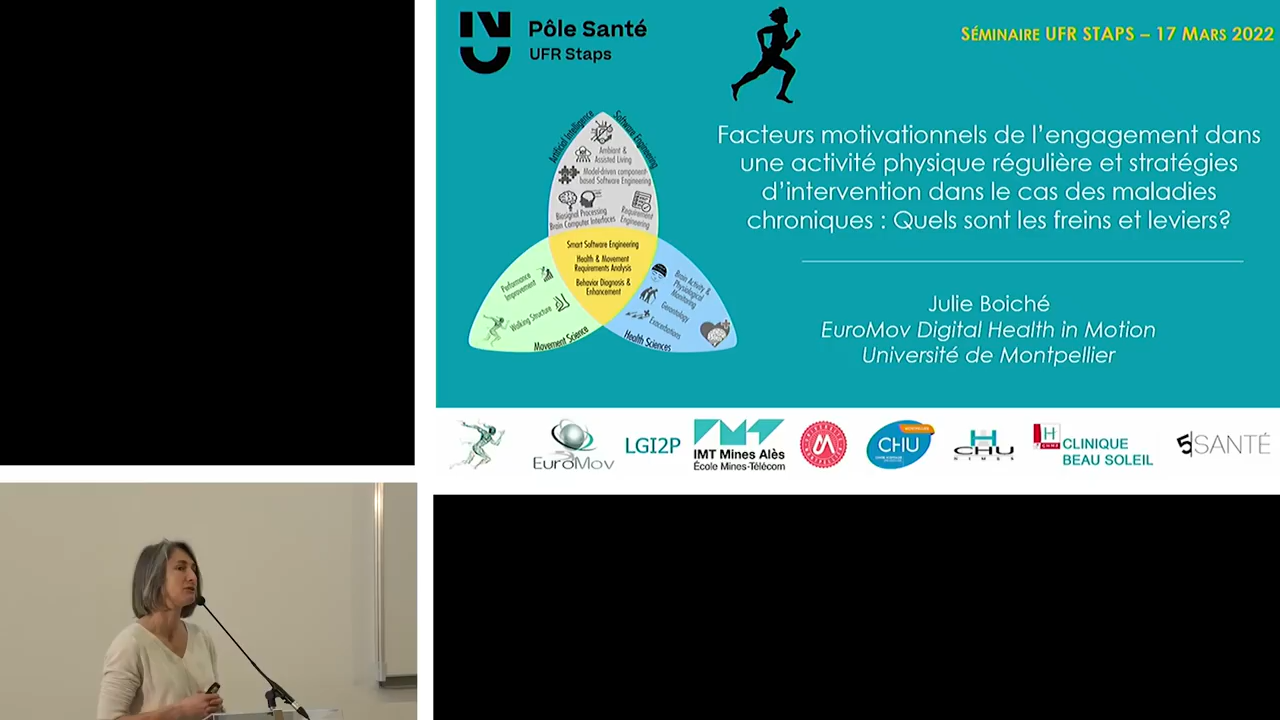 Pôle Santé
UFR Staps
SÉMINAIRE UFR STAPS – 17 MARS 2022
Facteurs motivationnels de l'engagement dans
une activité physique régulière et stratégies
d'intervention dans le cas des maladies
chroniques : Quels sont les freins et leviers?
Julie Boiché
EuroMov Digital Health in Motion
Université de Montpellier
Artificial Intelligence
Software Engineering
Ambiant &
Assisted Living
Model-driven component-
based Software Engineering
Biosignal Processing
Brain Computer Interfaces
Requirement
Engineering
Smart Software Engineering
Health & Movement
Requirements Analysis
Behavior Diagnosis &
Enhancement
Performance
Improvement
Walking Structure
Movement Science
Brain Activity &
Physiological
Monitoring
Gerontology
Exacerbations
Health Sciences
EuroMov
LGI2P
IMT Mines Alès
École Mines-Télécom
CHU
CHU
NIMES
CLINIQUE
BEAU SOLEIL
5 SANTÉ